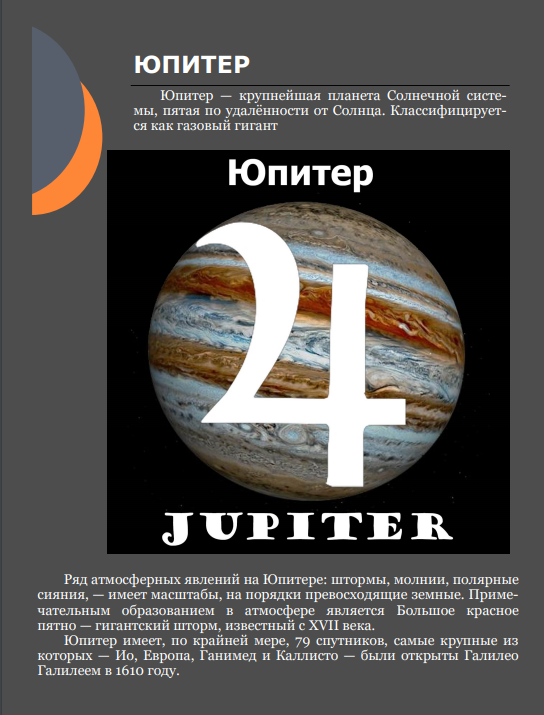 ЮПИТЕР
Юпитер — крупнейшая планета Солнечной систе-
мы, пятая по удалённости от Солнца. Классифицирует-
ся как газовый гигант
Юпитер
JUPITER
Ряд атмосферных явлений на Юпитере: штормы, молнии, полярные
сияния, — имеет масштабы, на порядки превосходящие земные. Приме-
чательным образованием в атмосфере является Большое красное
пятно — гигантский шторм, известный с XVII века.
Юпитер имеет, по крайней мере, 79 спутников, самые крупные из
которых — Ио, Европа, Ганимед и Каллисто — были открыты Галилео
Галилеем в 1610 году.